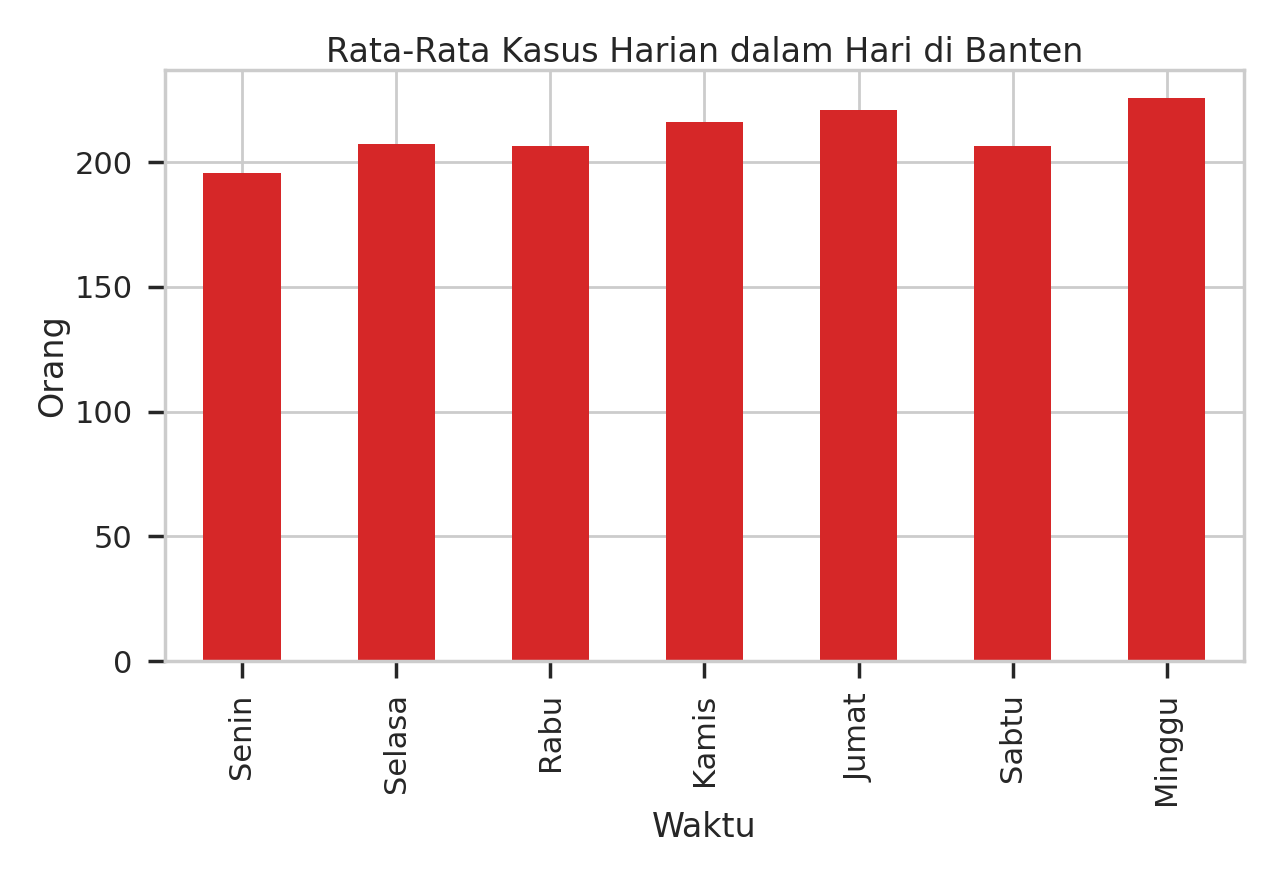 Rata-Rata Kasus Harian dalam Hari di Banten
Orang
200
150
100
50
0
Senin
Selasa
Rabu
Kamis
Jumat
Sabtu
Minggu
Waktu